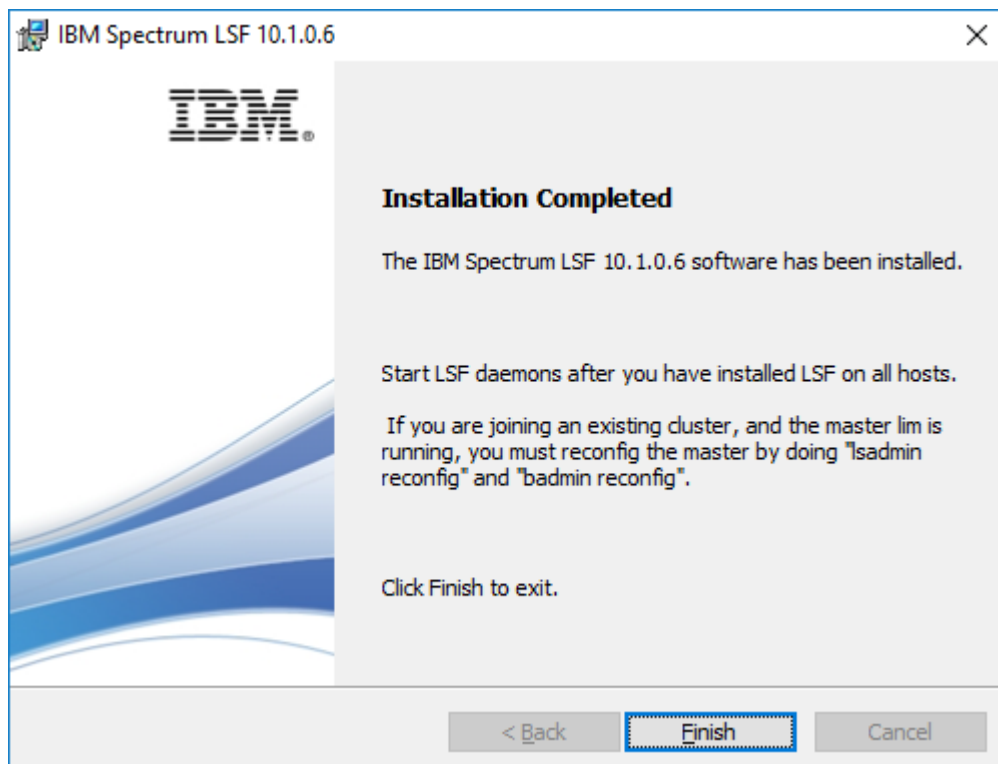 IBM Spectrum LSF 10.1.0.6
IBM®
Installation Completed
The IBM Spectrum LSF 10.1.0.6 software has been installed.
Start LSF daemons after you have installed LSF on all hosts.
If you are joining an existing cluster, and the master lim is
running, you must reconfig the master by doing "lsadmin
reconfig" and "badmin reconfig".
Click Finish to exit.
< Back
Finish
Cancel